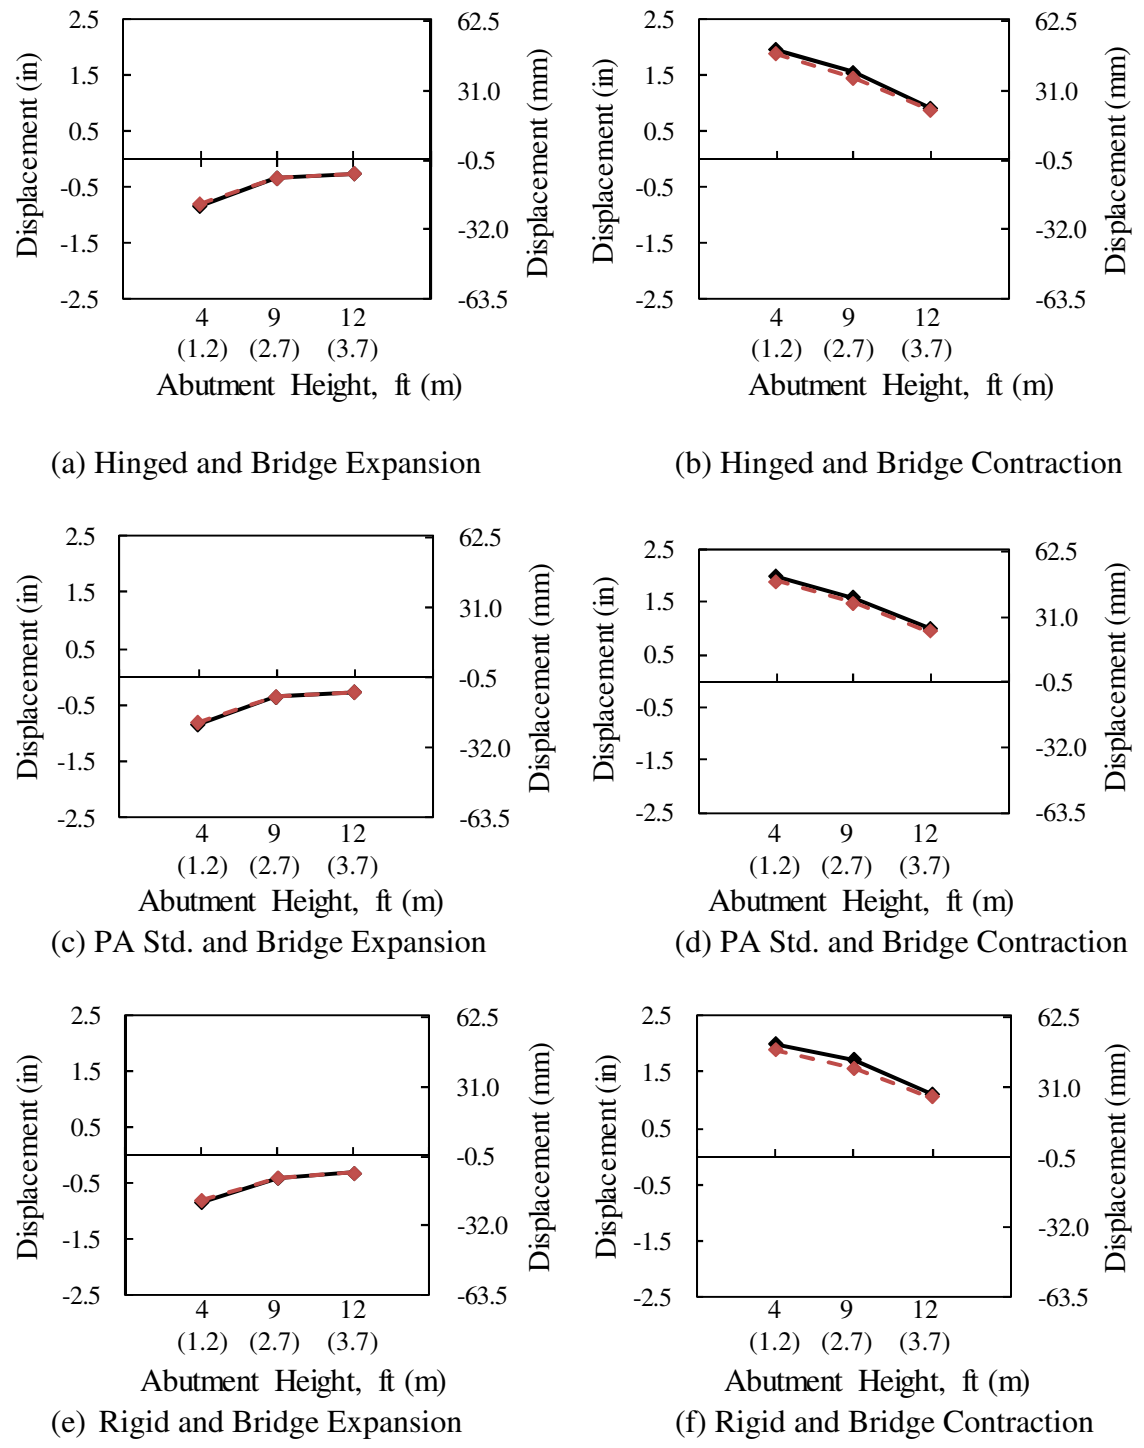 2.5
1.5
0.5
-0.5
-1.5
-2.5
Displacement (in)
62.5
31.0
-0.5
-32.0
-63.5
Displacement (mm)
4 9 12
(1.2) (2.7) (3.7)
Abutment Height, ft (m)
(a) Hinged and Bridge Expansion
2.5
1.5
0.5
-0.5
-1.5
-2.5
Displacement (in)
62.5
31.0
-0.5
-32.0
-63.5
Displacement (mm)
4 9 12
(1.2) (2.7) (3.7)
Abutment Height, ft (m)
(b) Hinged and Bridge Contraction
2.5
1.5
0.5
-0.5
-1.5
-2.5
Displacement (in)
62.5
31.0
-0.5
-32.0
-63.5
Displacement (mm)
4 9 12
(1.2) (2.7) (3.7)
Abutment Height, ft (m)
(c) PA Std. and Bridge Expansion
2.5
1.5
0.5
-0.5
-1.5
-2.5
Displacement (in)
62.5
31.0
-0.5
-32.0
-63.5
Displacement (mm)
4 9 12
(1.2) (2.7) (3.7)
Abutment Height, ft (m)
(d) PA Std. and Bridge Contraction
2.5
1.5
0.5
-0.5
-1.5
-2.5
Displacement (in)
62.5
31.0
-0.5
-32.0
-63.5
Displacement (mm)
4 9 12
(1.2) (2.7) (3.7)
Abutment Height, ft (m)
(e) Rigid and Bridge Expansion
2.5
1.5
0.5
-0.5
-1.5
-2.5
Displacement (in)
62.5
31.0
-0.5
-32.0
-63.5
Displacement (mm)
4 9 12
(1.2) (2.7) (3.7)
Abutment Height, ft (m)
(f) Rigid and Bridge Contraction